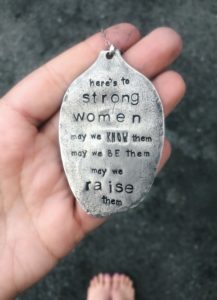 here's to
strong
women
may we KNOW them
may we BE them
may we
raise
them